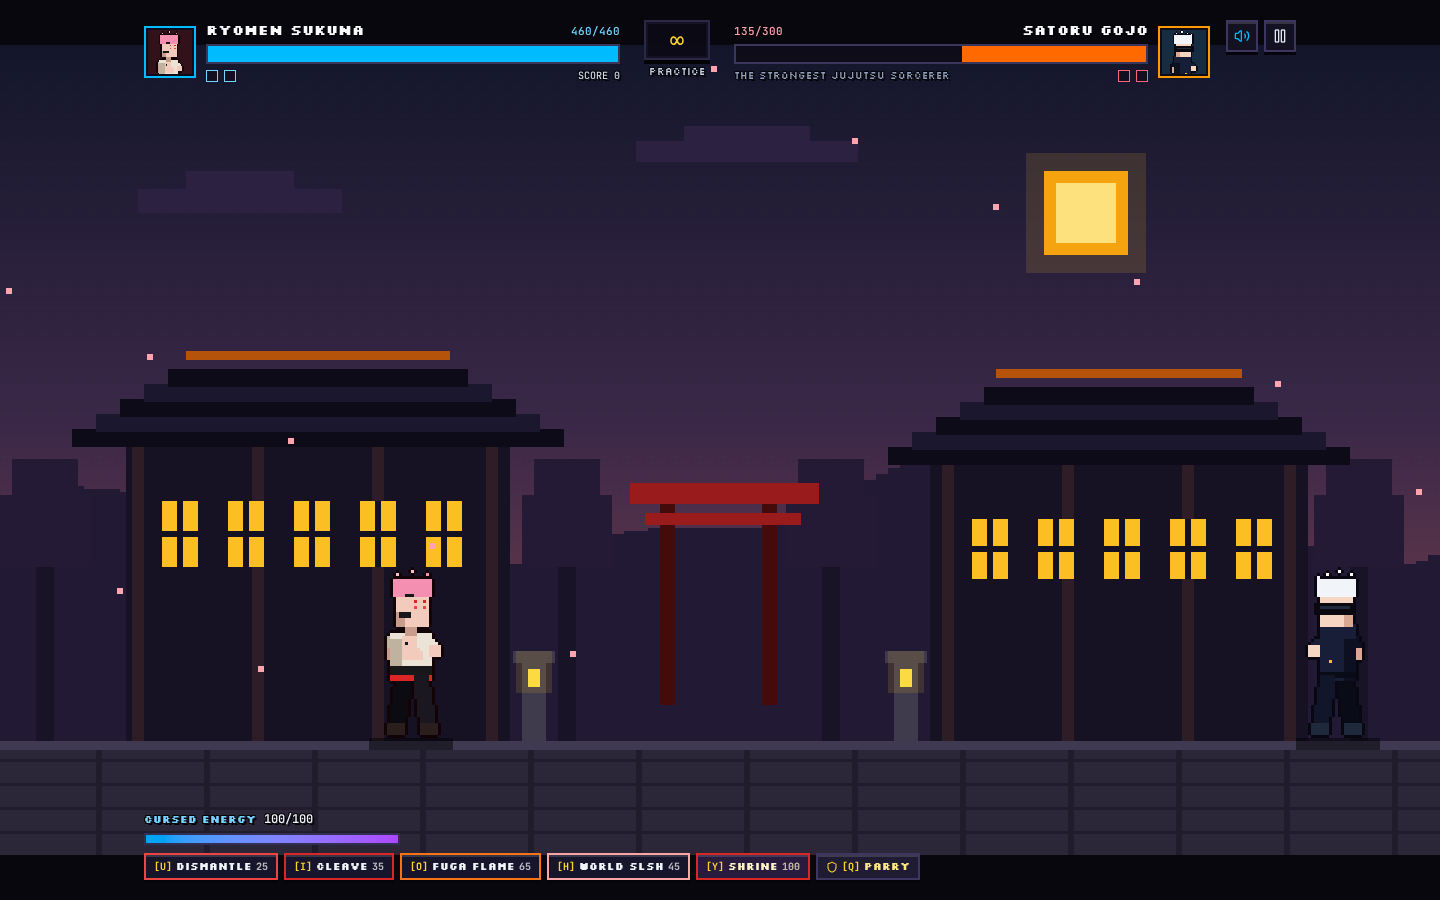 RYOMEN SUKUNA 460/460
SCORE 0
∞
PRACTICE
135/300 SATORU GOJO
THE STRONGEST JUJUTSU SORCERER
CURSED ENERGY 100/100
[U] DISMANTLE 25 [I] CLEAVE 35 [O] FUGA FLAME 65 [H] WORLD SLSH 45 [Y] SHRINE 100 [Q] PARRY